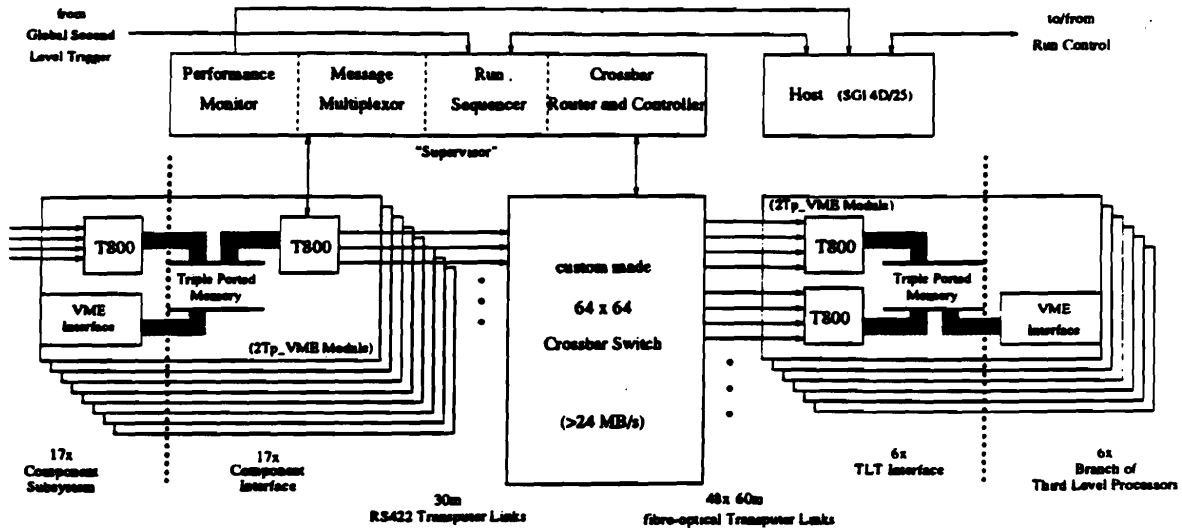 from
Global Second
Level Trigger
to/from
Run Control
Performance
Monitor
Message
Multiplexor
Run
Sequencer
Crossbar
Router and Controller
Host (SGI 4D/25)
"Supervisor"
T800
T800
Triple Ported
Memory
VME
Interface
(2Tp_VME Module)
custom made
64 x 64
Crossbar Switch
(>24 MB/s)
(2Tp_VME Module)
T800
T800
Triple Ported
Memory
VME
Interface
17x
Component
Subsystem
17x
Component
Interface
30m
RS422 Transputer Links
48x 60m
fibre-optical Transputer Links
6x
TLT Interface
6x
Branch of
Third Level Processors